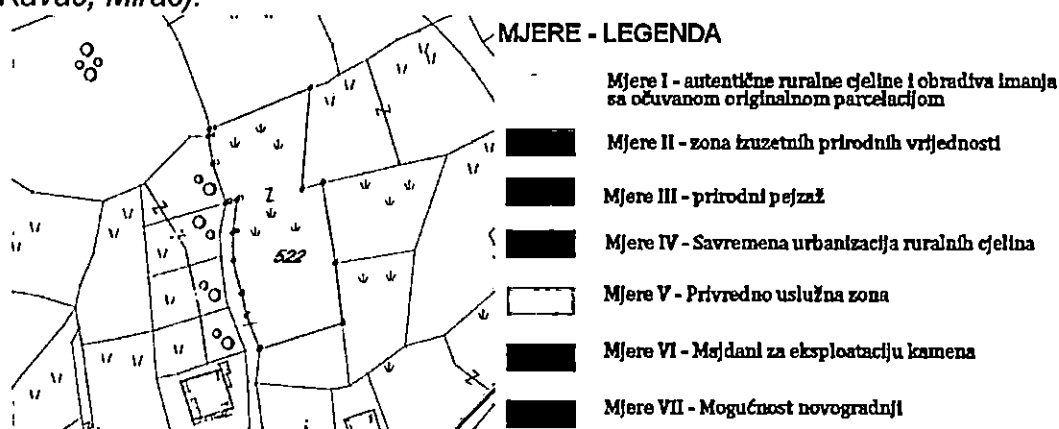 Kavač, Mirac).
MJERE - LEGENDA
Mjere I - autentične ruralne cjeline i obradiva imanja
sa očuvanom originalnom parcelacijom
Mjere II - zona izuzetnih prirodnih vrijednosti
Mjere III - prirodni pejzaž
Mjere IV - Savremena urbanizacija ruralnih cjelina
Mjere V - Privredno uslužna zona
Mjere VI - Majdani za eksploataciju kamena
Mjere VII - Mogućnost novogradnji
Z
522